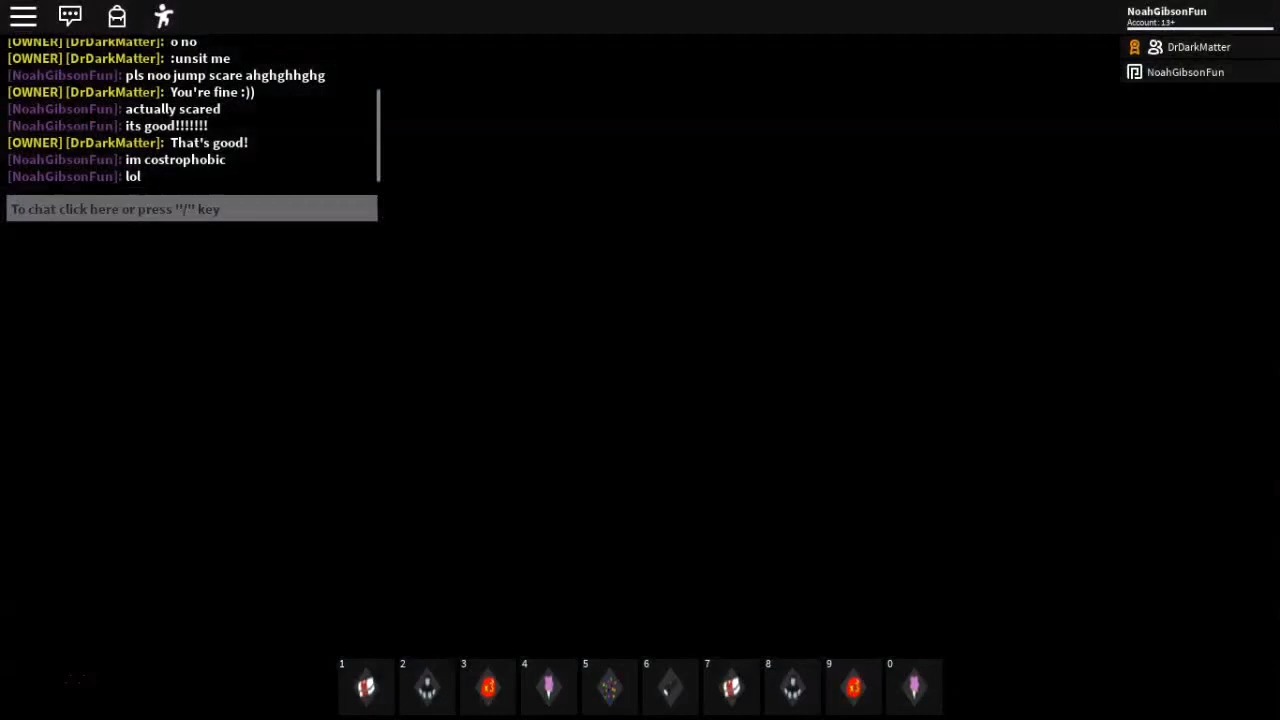 NoahGibsonFun
Account: 13+
DrDarkMatter
NoahGibsonFun
[OWNER] [DrDarkMatter]: o no
[OWNER] [DrDarkMatter]: :unsit me
[NoahGibsonFun]: pls noo jump scare ahghghhghg
[OWNER] [DrDarkMatter]: You're fine :))
[NoahGibsonFun]: actually scared
[NoahGibsonFun]: its good!!!!!!!
[OWNER] [DrDarkMatter]: That's good!
[NoahGibsonFun]: im costrophobic
[NoahGibsonFun]: lol
To chat click here or press "/" key
1 2 3 4 5 6 7 8 9 0
x3 x3